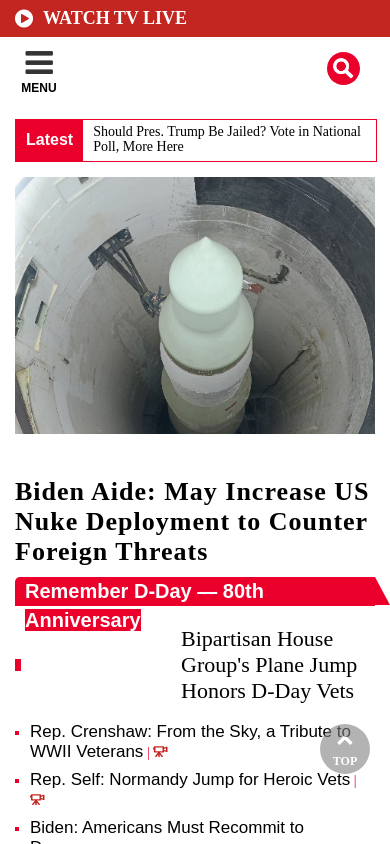 WATCH TV LIVE
MENU
Latest
Should Pres. Trump Be Jailed? Vote in National
Poll, More Here
Biden Aide: May Increase US
Nuke Deployment to Counter
Foreign Threats
Remember D-Day — 80th
Anniversary
Bipartisan House
Group's Plane Jump
Honors D-Day Vets
Rep. Crenshaw: From the Sky, a Tribute to
WWII Veterans |
TOP
Rep. Self: Normandy Jump for Heroic Vets |
Biden: Americans Must Recommit to